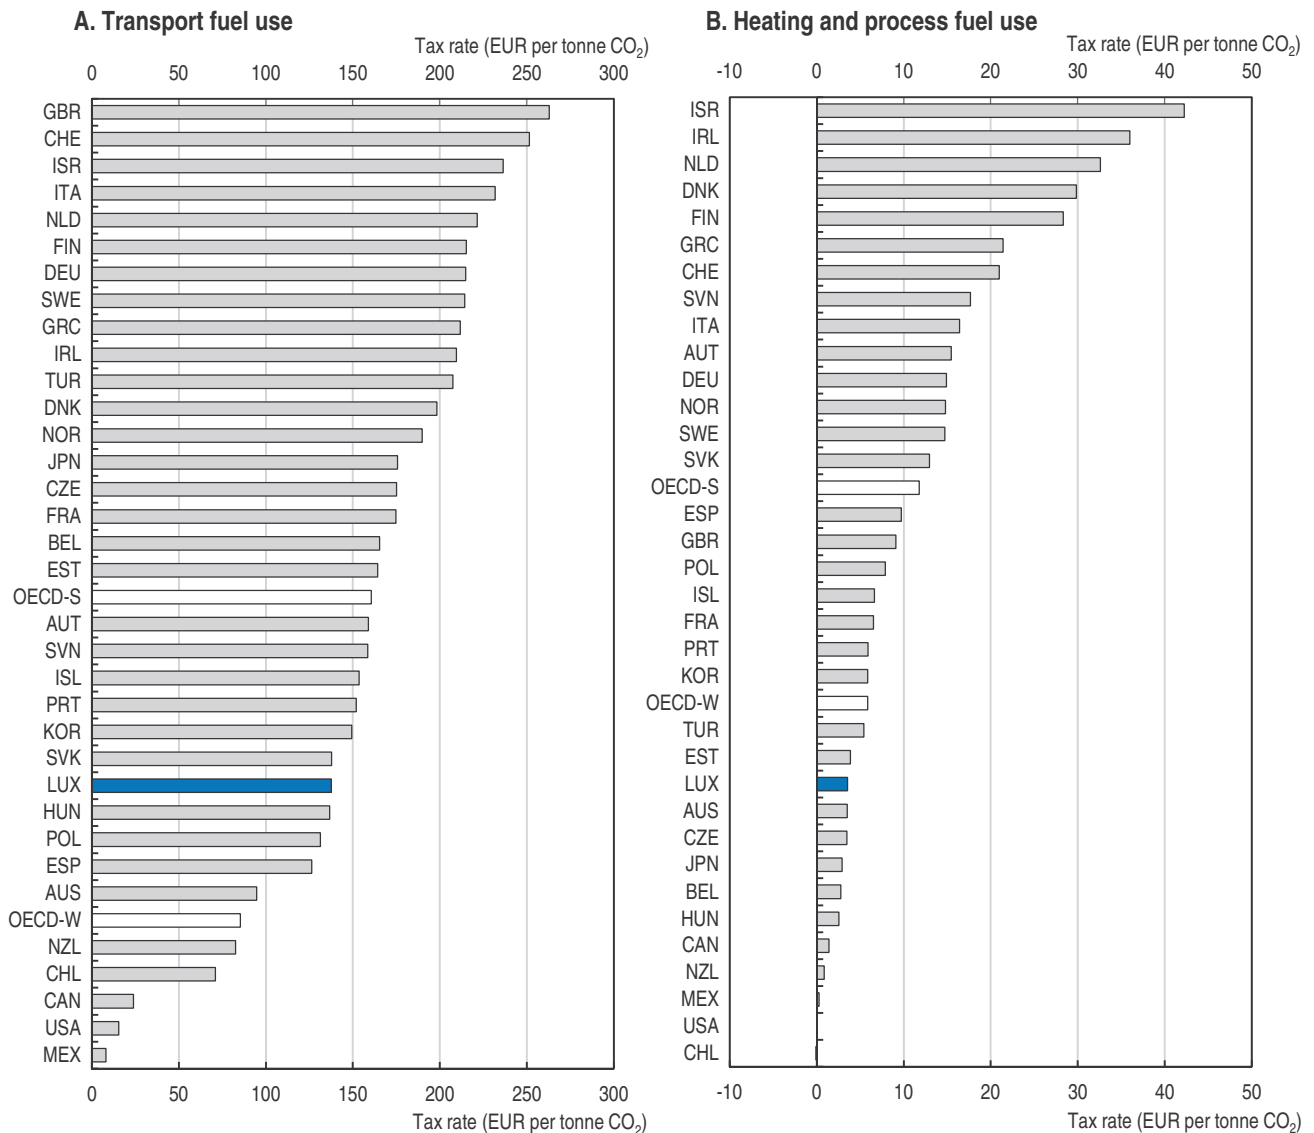 A. Transport fuel use
Tax rate (EUR per tonne CO2)
0 50 100 150 200 250 300
GBR
CHE
ISR
ITA
NLD
FIN
DEU
SWE
GRC
IRL
TUR
DNK
NOR
JPN
CZE
FRA
BEL
EST
OECD-S
AUT
SVN
ISL
PRT
KOR
SVK
LUX
HUN
POL
ESP
AUS
OECD-W
NZL
CHL
CAN
USA
MEX
0 50 100 150 200 250 300
Tax rate (EUR per tonne CO2)
B. Heating and process fuel use
Tax rate (EUR per tonne CO2)
-10 0 10 20 30 40 50
ISR
IRL
NLD
DNK
FIN
GRC
CHE
SVN
ITA
AUT
DEU
NOR
SWE
SVK
OECD-S
ESP
GBR
POL
ISL
FRA
PRT
KOR
OECD-W
TUR
EST
LUX
AUS
CZE
JPN
BEL
HUN
CAN
NZL
MEX
USA
CHL
-10 0 10 20 30 40 50
Tax rate (EUR per tonne CO2)